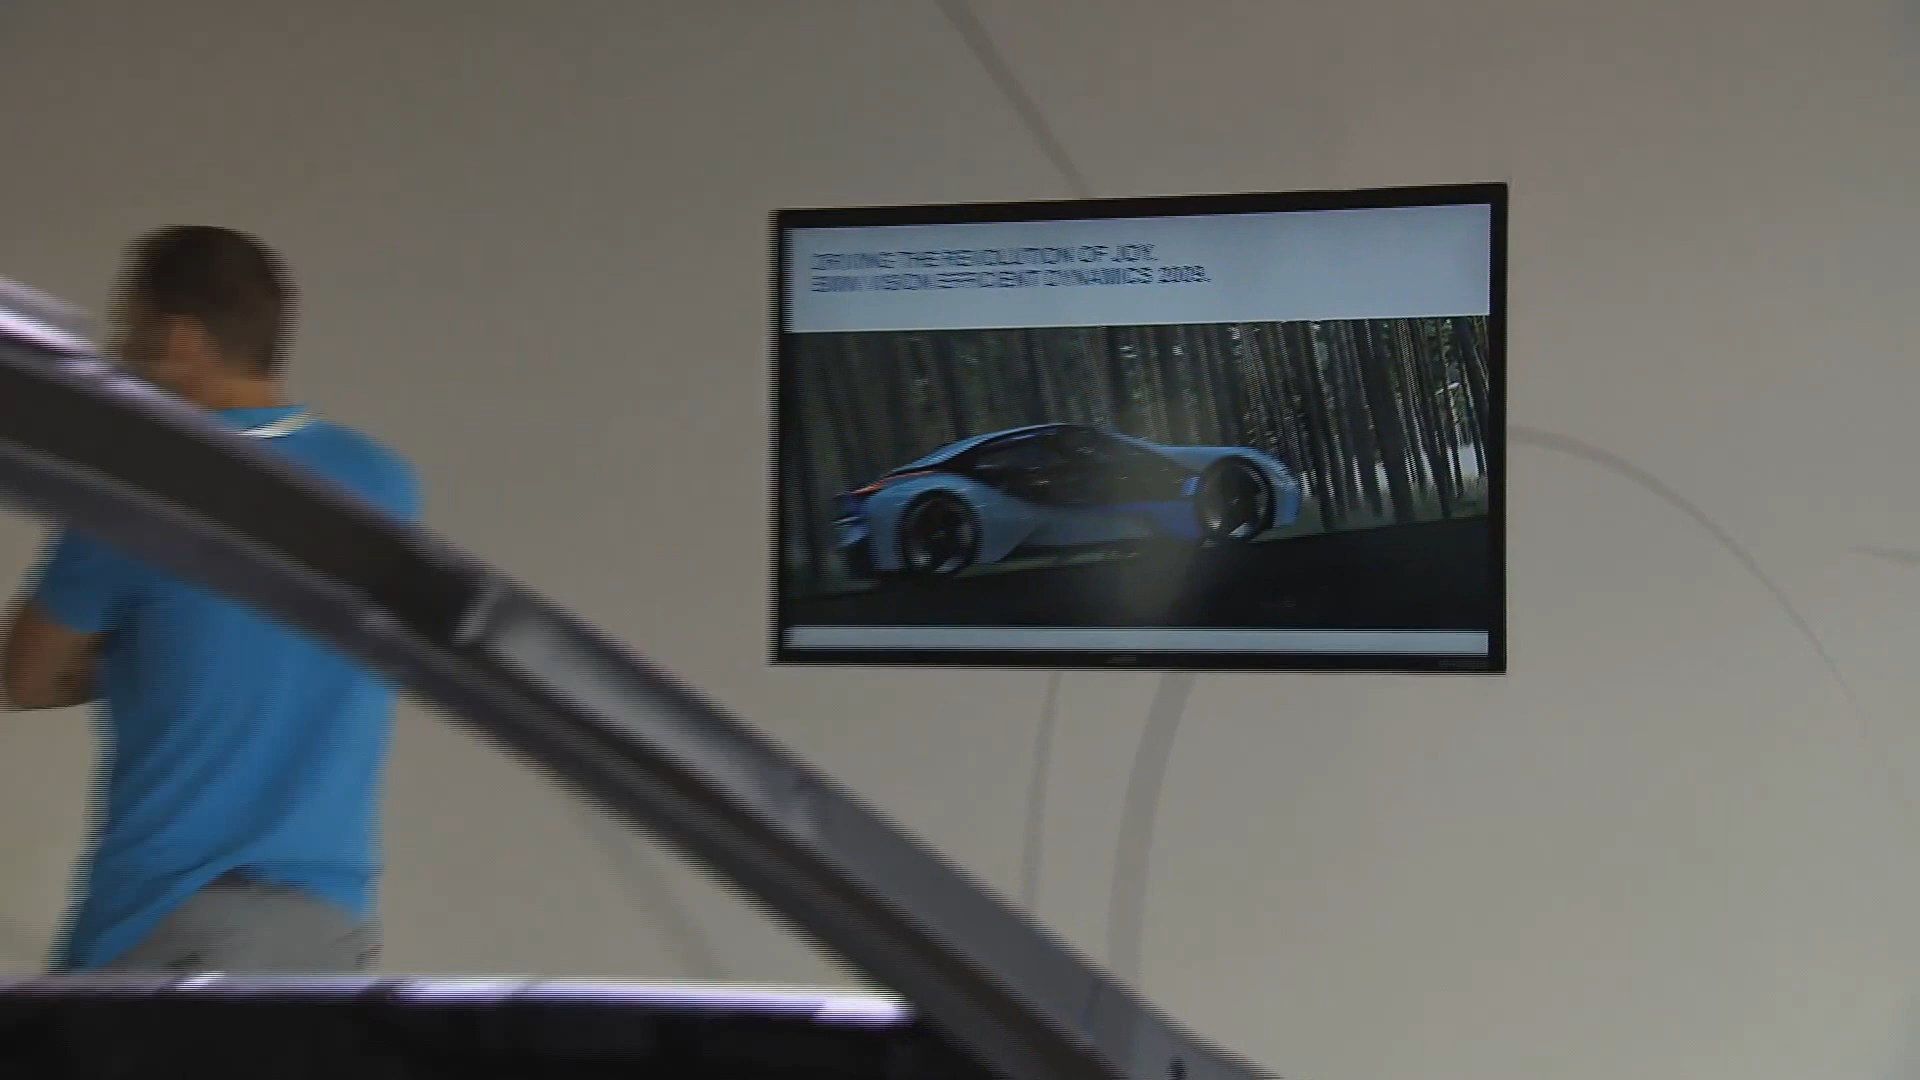 DRIVING THE REVOLUTION OF JOY.
BMW VISION EFFICIENT DYNAMICS 2009.